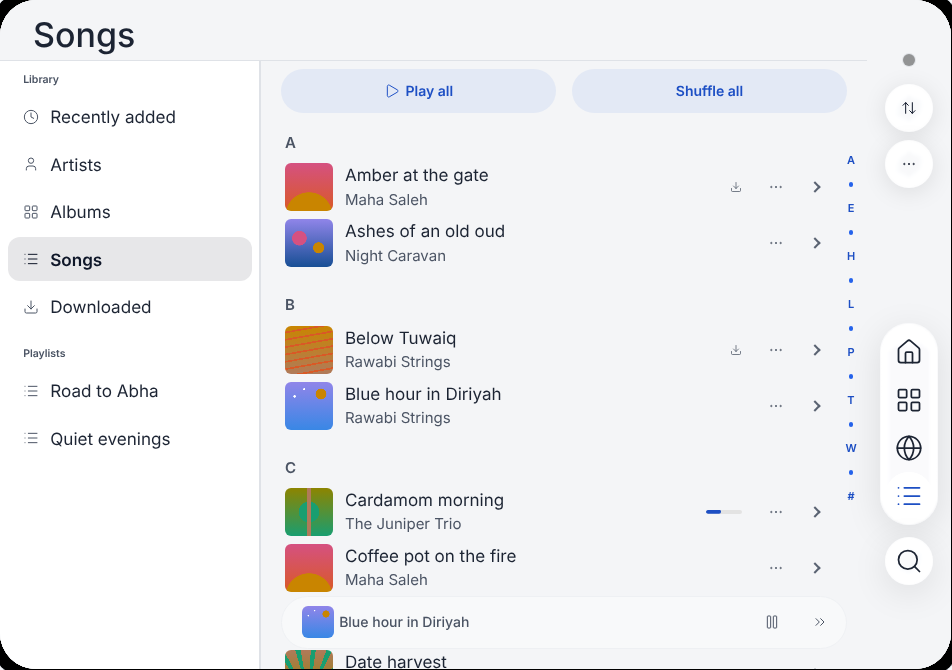 Songs
Library
Recently added
Artists
Albums
Songs
Downloaded
Playlists
Road to Abha
Quiet evenings
Play all
Shuffle all
A
Amber at the gate
Maha Saleh
Ashes of an old oud
Night Caravan
B
Below Tuwaiq
Rawabi Strings
Blue hour in Diriyah
Rawabi Strings
C
Cardamom morning
The Juniper Trio
Coffee pot on the fire
Maha Saleh
Blue hour in Diriyah
Date harvest
A
E
H
L
P
T
W
#